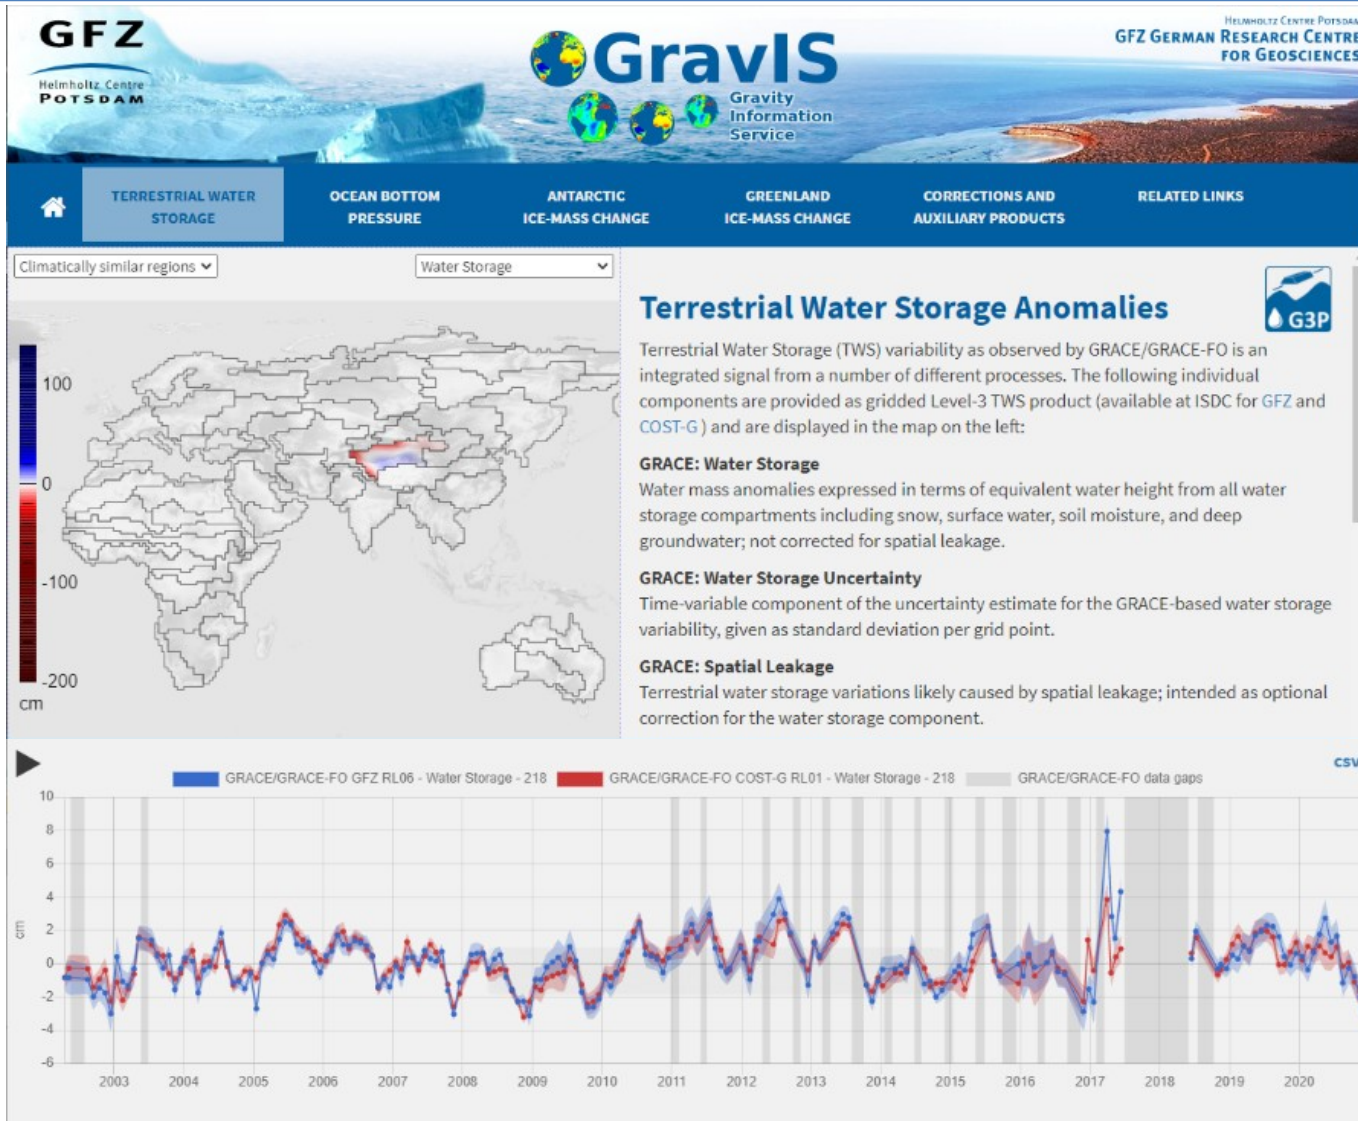 GFZ
Helmholtz Centre
POTSDAM
GravIS
Gravity
Information
Service
HELMHOLTZ CENTRE POTSDAM
GFZ GERMAN RESEARCH CENTRE
FOR GEOSCIENCES
TERRESTRIAL WATER
STORAGE
OCEAN BOTTOM
PRESSURE
ANTARCTIC
ICE-MASS CHANGE
GREENLAND
ICE-MASS CHANGE
CORRECTIONS AND
AUXILIARY PRODUCTS
RELATED LINKS
Climatically similar regions
Water Storage
100
0
-100
-200
cm
Terrestrial Water Storage Anomalies
G3P
Terrestrial Water Storage (TWS) variability as observed by GRACE/GRACE-FO is an
integrated signal from a number of different processes. The following individual
components are provided as gridded Level-3 TWS product (available at ISDC for GFZ and
COST-G ) and are displayed in the map on the left:
GRACE: Water Storage
Water mass anomalies expressed in terms of equivalent water height from all water
storage compartments including snow, surface water, soil moisture, and deep
groundwater; not corrected for spatial leakage.
GRACE: Water Storage Uncertainty
Time-variable component of the uncertainty estimate for the GRACE-based water storage
variability, given as standard deviation per grid point.
GRACE: Spatial Leakage
Terrestrial water storage variations likely caused by spatial leakage; intended as optional
correction for the water storage component.
GRACE/GRACE-FO GFZ RL06 - Water Storage - 218
GRACE/GRACE-FO COST-G RL01 - Water Storage - 218
GRACE/GRACE-FO data gaps
csv
10
8
6
4
2
0
-2
-4
-6
cm
2003 2004 2005 2006 2007 2008 2009 2010 2011 2012 2013 2014 2015 2016 2017 2018 2019 2020